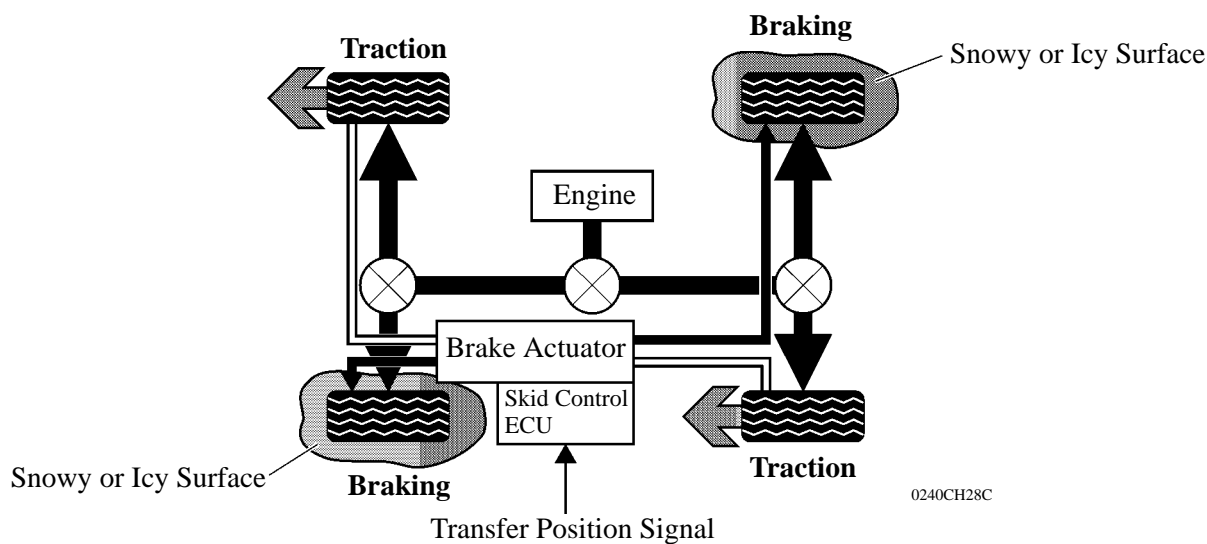 Braking
Traction
Snowy or Icy Surface
Engine
Brake Actuator
Skid Control
ECU
Snowy or Icy Surface
Braking
Traction
0240CH28C
Transfer Position Signal